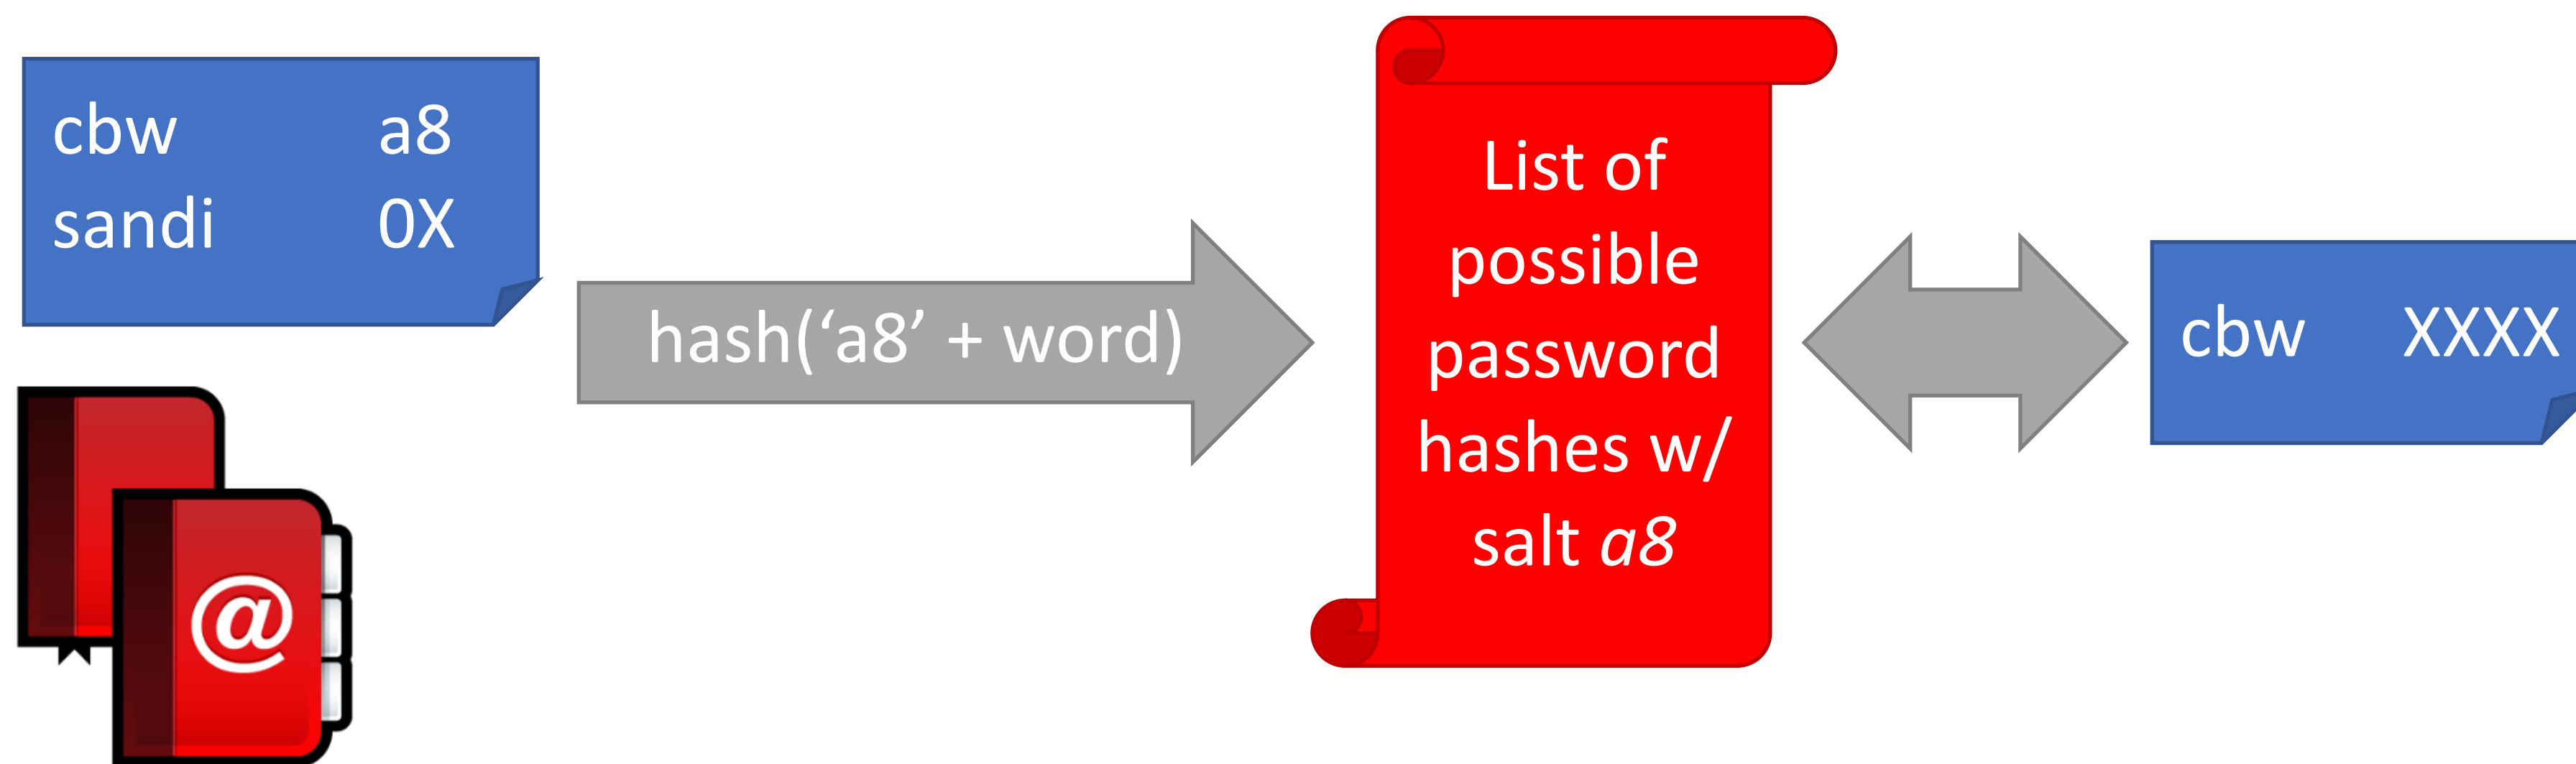 cbw a8
sandi 0X
@
hash(‘a8’ + word)
List of
possible
password
hashes w/
salt a8
cbw XXXX